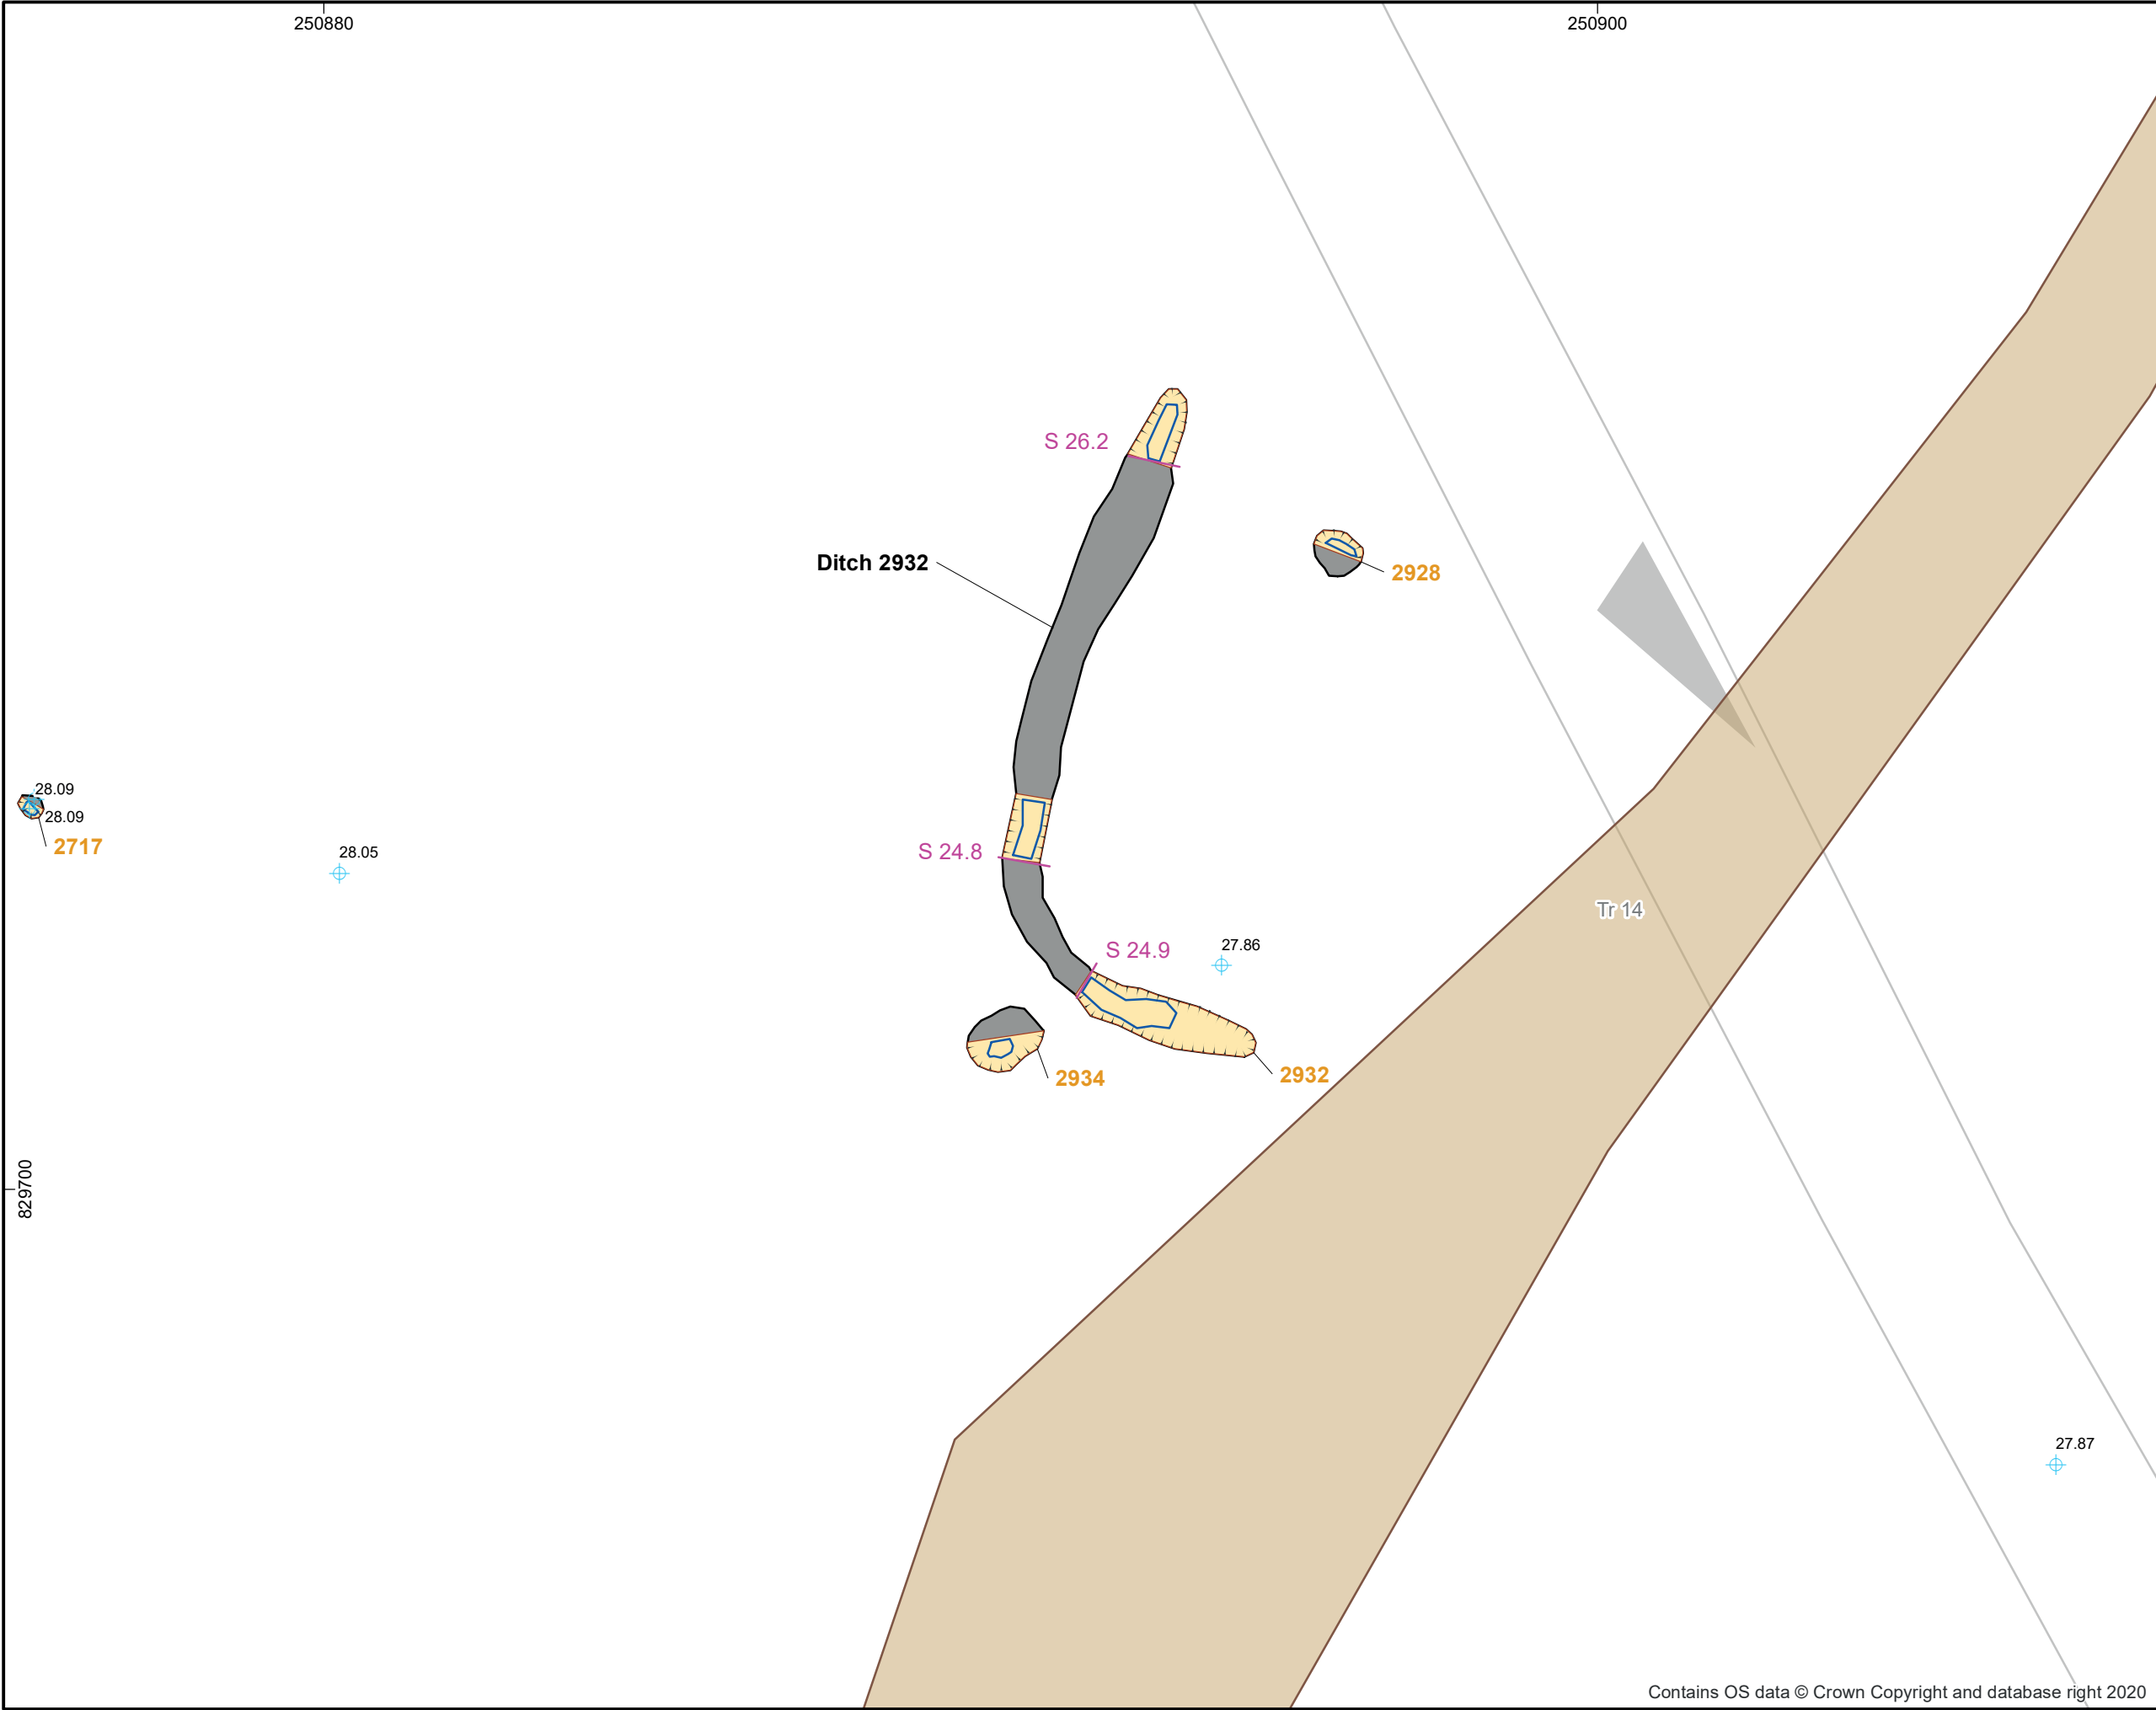 250880
250900
S 26.2
Ditch 2932
2928
28.09
28.09
2717
28.05
S 24.8
Tr 14
S 24.9
27.86
2934
2932
829700
27.87
Contains OS data © Crown Copyright and database right 2020